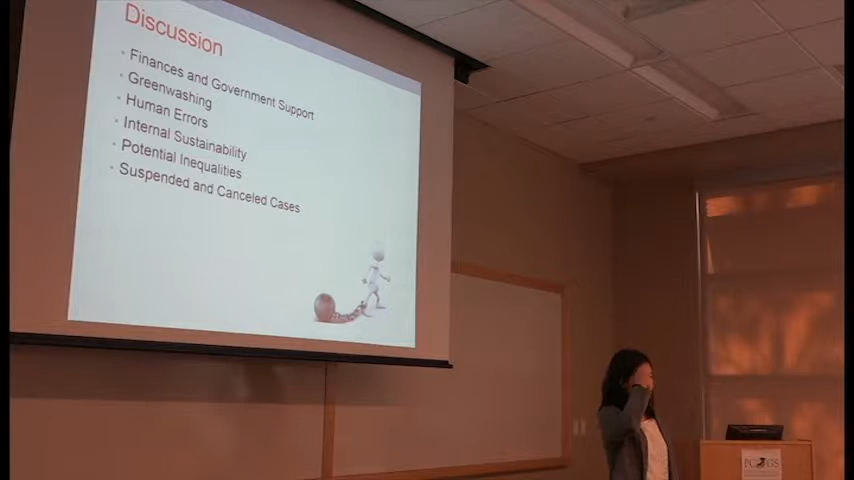 Discussion
• Finances and Government Support
• Greenwashing
• Human Errors
• Internal Sustainability
• Potential Inequalities
• Suspended and Canceled Cases